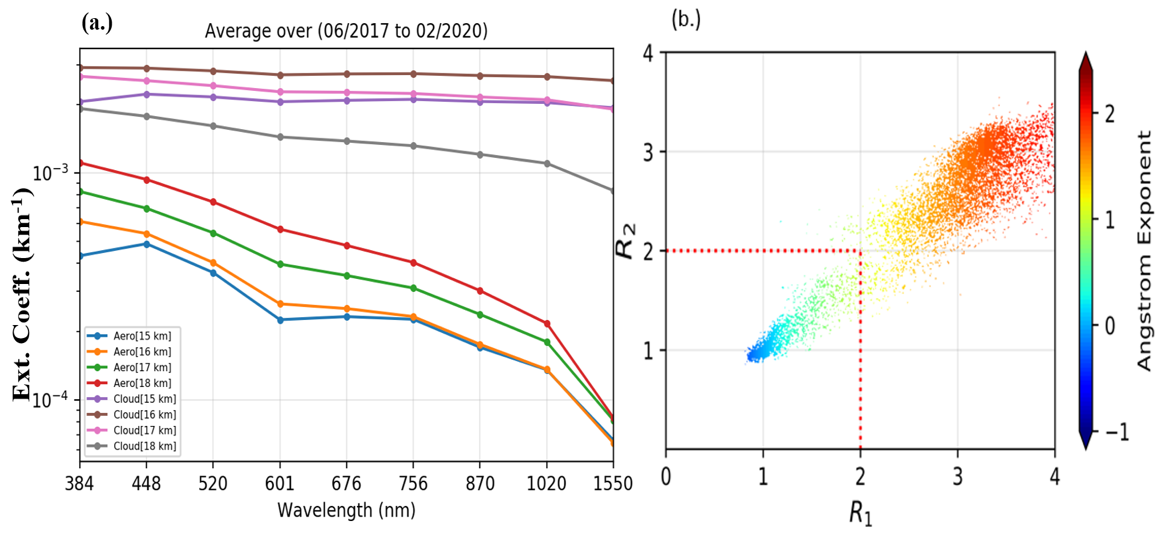 (a.)
Average over (06/2017 to 02/2020)
Ext. Coeff. (km⁻¹)
10⁻³
10⁻⁴
Aero[15 km]
Aero[16 km]
Aero[17 km]
Aero[18 km]
Cloud[15 km]
Cloud[16 km]
Cloud[17 km]
Cloud[18 km]
384 448 520 601 676 756 870 1020 1550
Wavelength (nm)
(b.)
R₂
4
3
2
1
0 1 2 3 4
R₁
2
1
0
−1
Angstrom Exponent